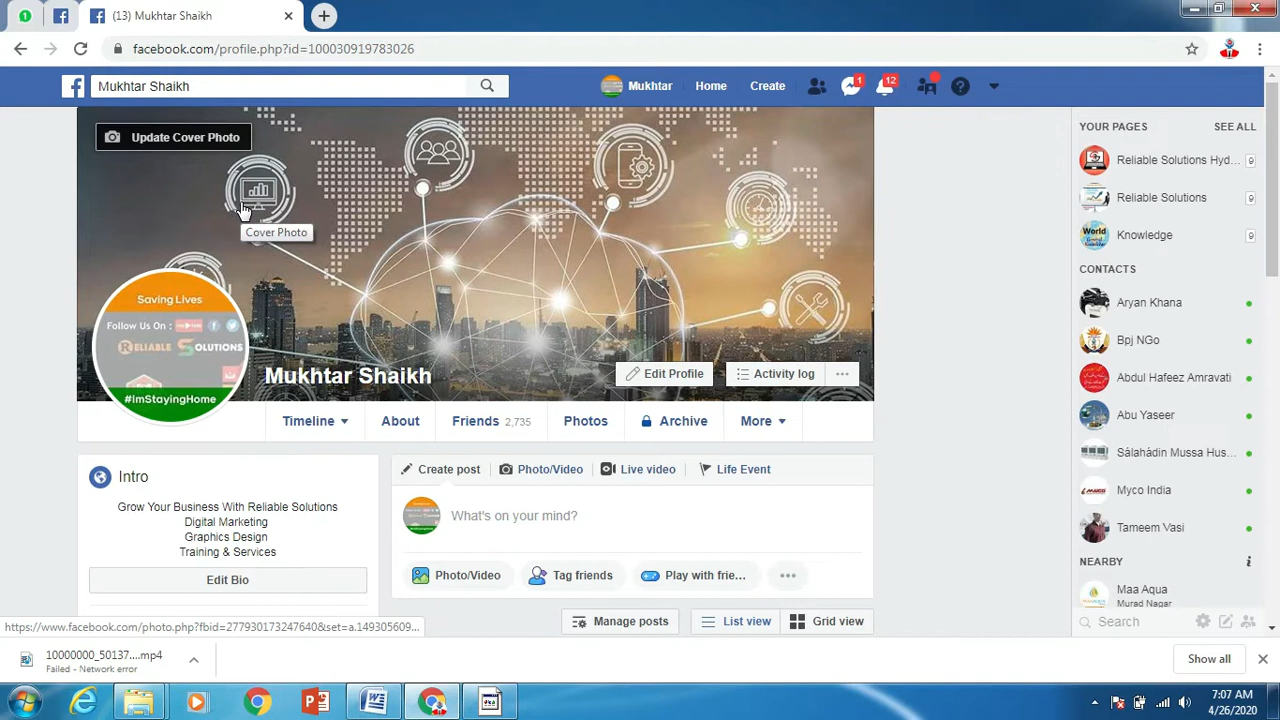 (13) Mukhtar Shaikh
facebook.com/profile.php?id=100030919783026
Mukhtar Shaikh
Mukhtar
Home
Create
1
12
Update Cover Photo
Cover Photo
Saving Lives
Follow Us On :
RELIABLE SOLUTIONS
#ImStayingHome
Mukhtar Shaikh
Edit Profile
Activity log
Timeline
About
Friends 2,735
Photos
Archive
More
Intro
Grow Your Business With Reliable Solutions
Digital Marketing
Graphics Design
Training & Services
Edit Bio
Create post
Photo/Video
Live video
Life Event
What's on your mind?
Photo/Video
Tag friends
Play with frie...
Manage posts
List view
Grid view
YOUR PAGES SEE ALL
Reliable Solutions Hyd... 9
Reliable Solutions 9
Knowledge 9
CONTACTS
Aryan Khana
Bpj NGo
Abdul Hafeez Amravati
Abu Yaseer
Sáláhádin Mussa Hus...
Myco India
Tameem Vasi
NEARBY
Maa Aqua
Murad Nagar
Search
https://www.facebook.com/photo.php?fbid=277930173247640&set=a.149305609...
10000000_50137....mp4
Failed - Network error
Show all
7:07 AM
4/26/2020